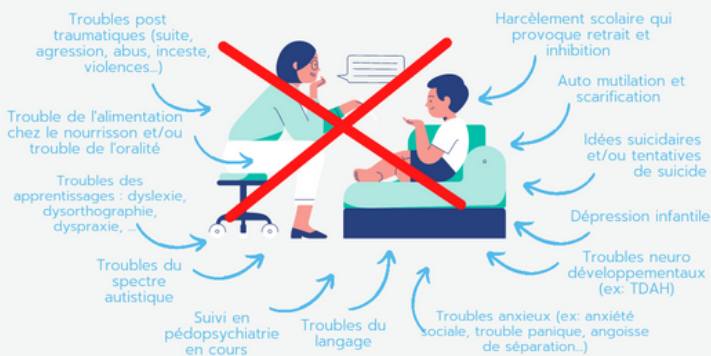 Troubles post
traumatiques (suite,
agression, abus, inceste,
violences...)
Trouble de l'alimentation
chez le nourrisson et/ou
trouble de l'oralité
Troubles des
apprentissages : dyslexie,
dysorthographie,
dyspraxie, ...
Troubles du
spectre
autistique
Suivi en
pédopsychiatrie
en cours
Troubles du
langage
Troubles anxieux (ex: anxiété
sociale, trouble panique, angoisse
de séparation...)
Troubles neuro
développementaux
(ex: TDAH)
Dépression infantile
Idées suicidaires
et/ou tentatives
de suicide
Auto mutilation et
scarification
Harcèlement scolaire qui
provoque retrait et
inhibition